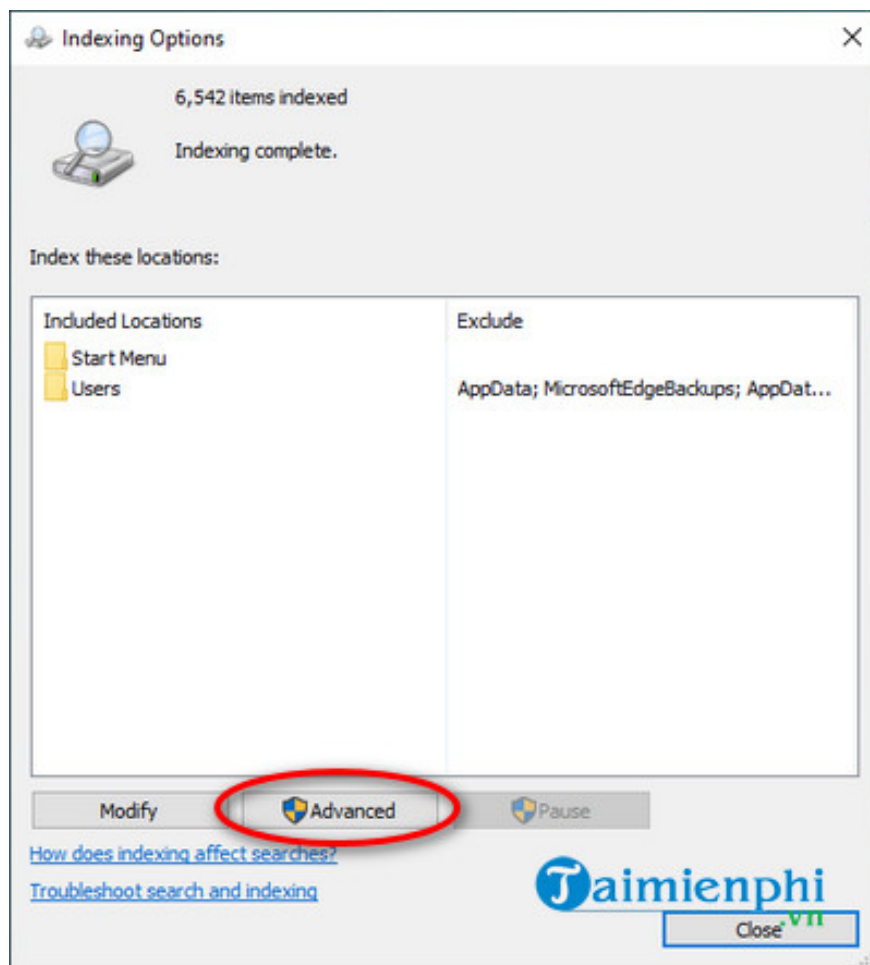 Indexing Options
6,542 items indexed
Indexing complete.
Index these locations:
Included Locations Exclude
Start Menu
Users AppData; MicrosoftEdgeBackups; AppDat...
Modify Advanced Pause
How does indexing affect searches?
Troubleshoot search and indexing
Taimienphi
.vn
Close